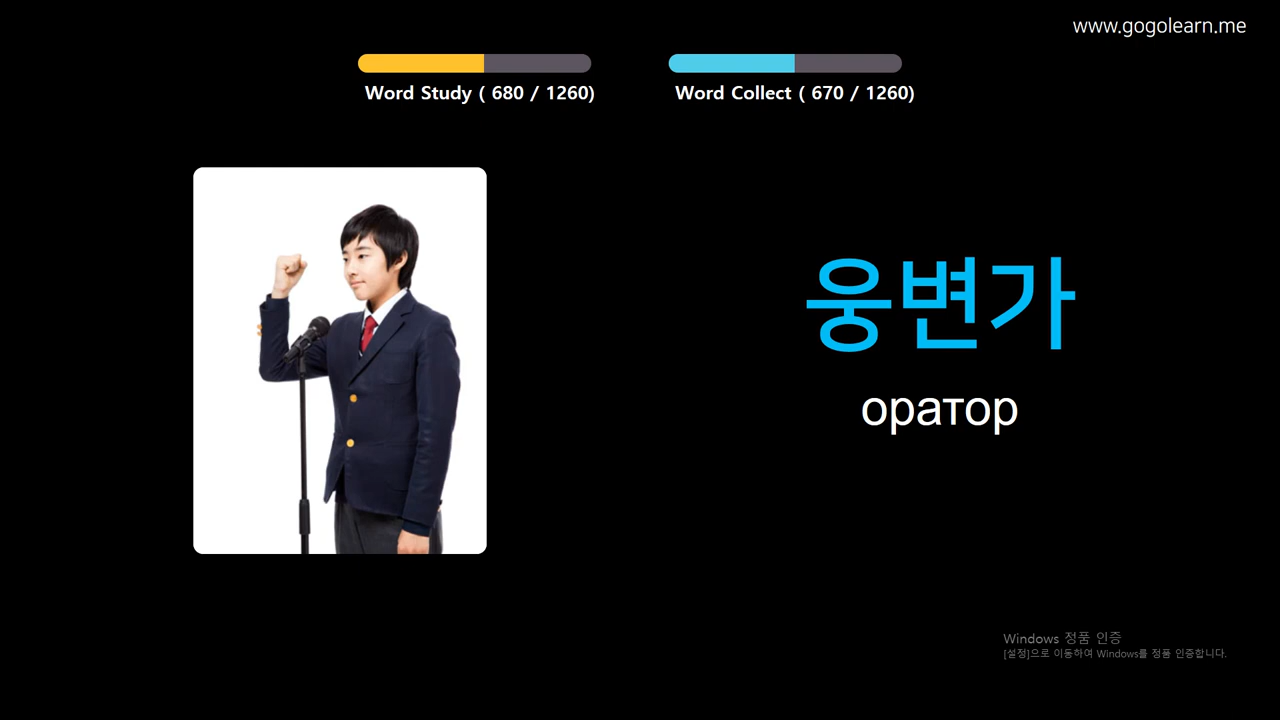 www.gogolearn.me
Word Study ( 680 / 1260)
Word Collect ( 670 / 1260)
웅변가
оратор
Windows 정품 인증
[설정]으로 이동하여 Windows를 정품 인증합니다.